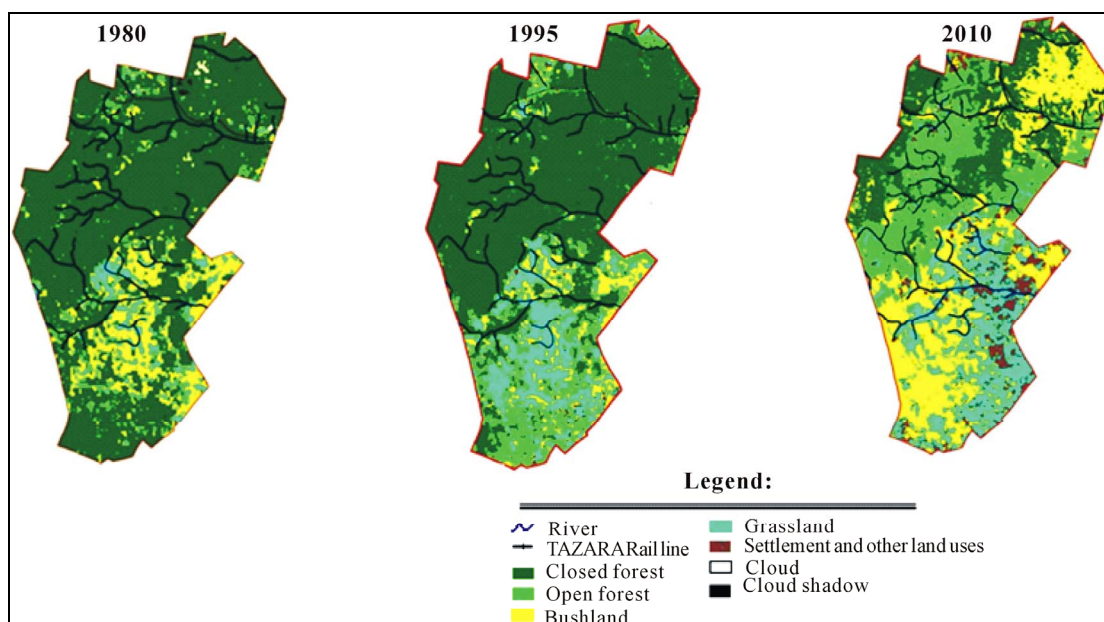 1980
1995
2010
Legend:
River
TAZARA Rail line
Closed forest
Open forest
Bushland
Grassland
Settlement and other land uses
Cloud
Cloud shadow